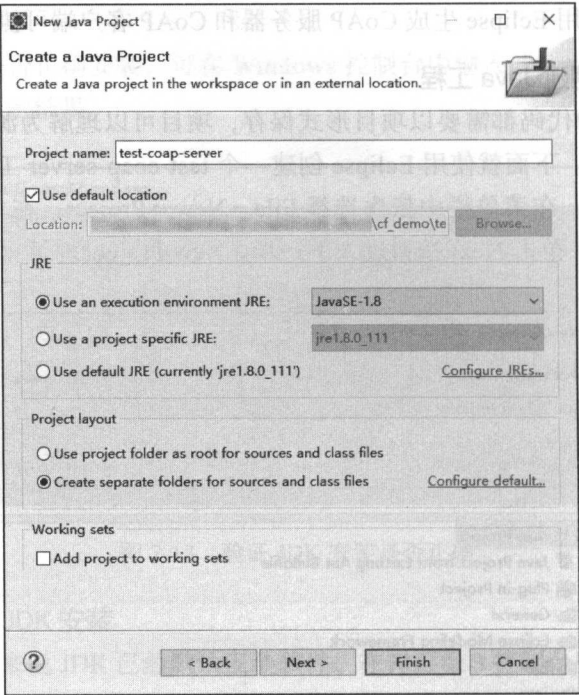 New Java Project
Create a Java Project
Create a Java project in the workspace or in an external location.
Project name: test-coap-server
Use default location
Location: \cf_demo\te Browse...
JRE
Use an execution environment JRE: JavaSE-1.8
Use a project specific JRE: jre1.8.0_111
Use default JRE (currently 'jre1.8.0_111') Configure JREs...
Project layout
Use project folder as root for sources and class files
Create separate folders for sources and class files Configure default...
Working sets
Add project to working sets
? < Back Next > Finish Cancel